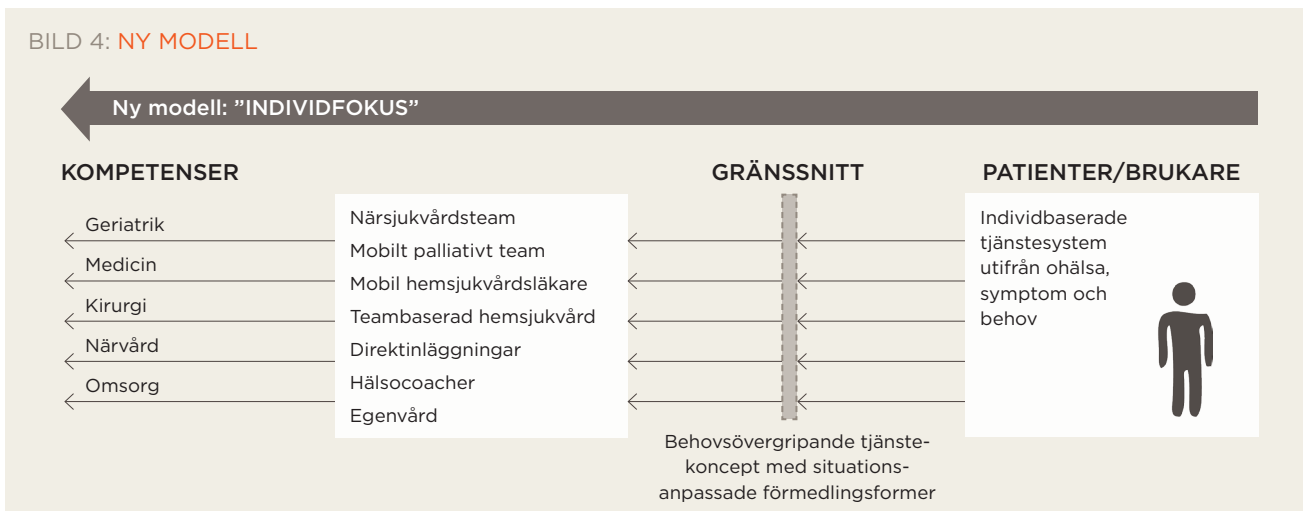 BILD 4: NY MODELL
Ny modell: ”INDIVIDFOKUS”
KOMPETENSER
Geriatrik
Medicin
Kirurgi
Närvård
Omsorg
Närsjukvårdsteam
Mobilt palliativt team
Mobil hemsjukvårdsläkare
Teambaserad hemsjukvård
Direktinläggningar
Hälsocoacher
Egenvård
GRÄNSSNITT
Behovsövergripande tjänste-
koncept med situations-
anpassade förmedlingsformer
PATIENTER/BRUKARE
Individbaserade
tjänstesystem
utifrån ohälsa,
symptom och
behov